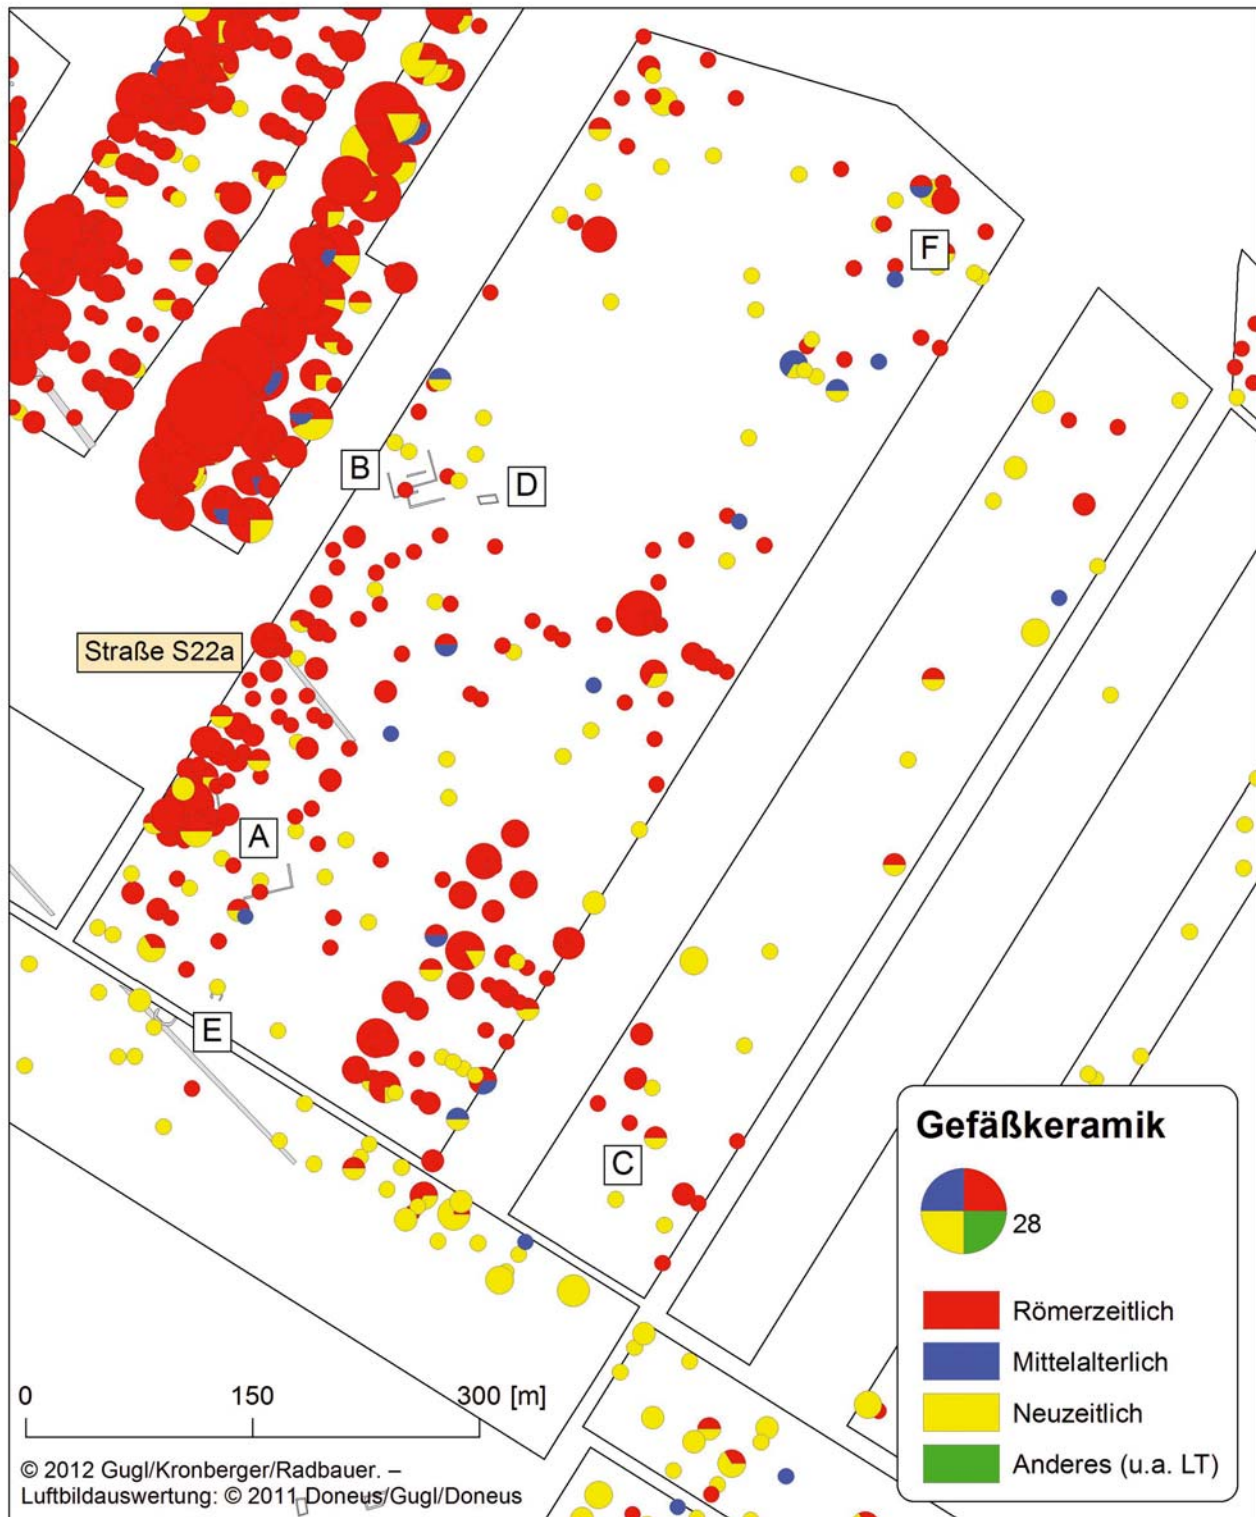 F
B
D
Straße S22a
A
E
C
Gefäßkeramik
28
Römerzeitlich
Mittelalterlich
Neuzeitlich
Anderes (u.a. LT)
0 150 300 [m]
© 2012 Gugl/Kronberger/Radbauer. –
Luftbildauswertung: © 2011 Doneus/Gugl/Doneus